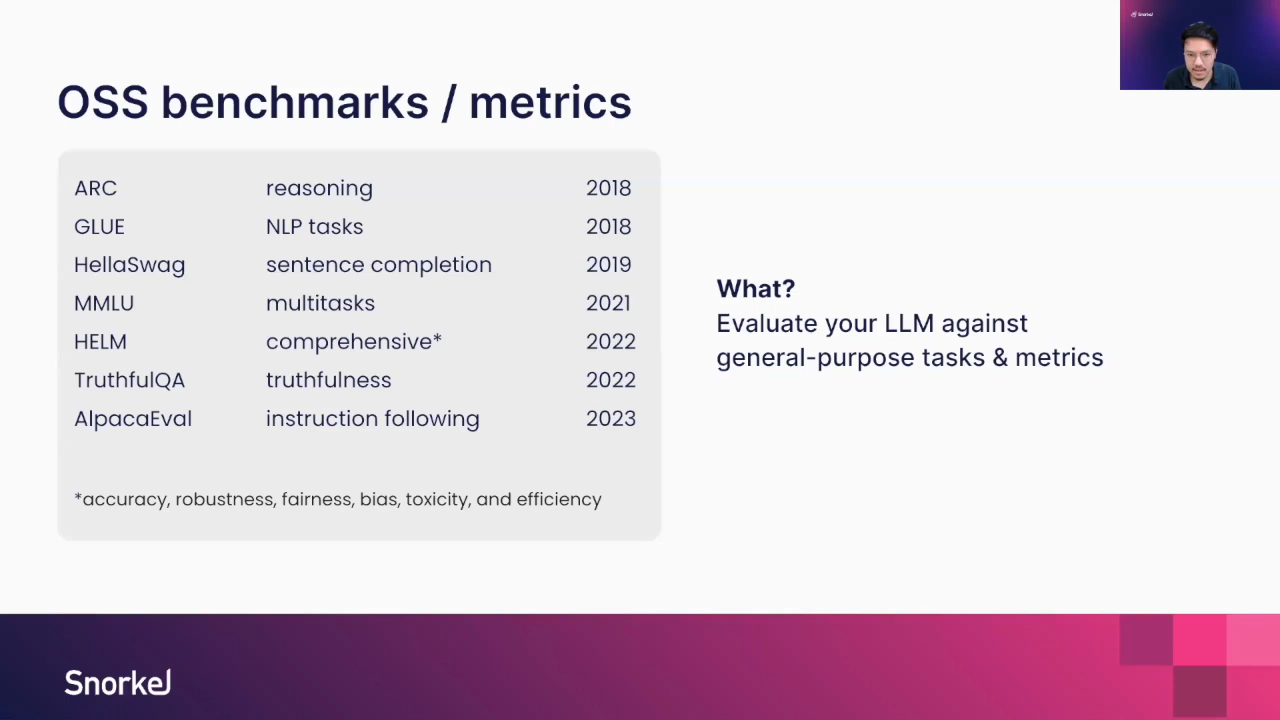 Snorkel
OSS benchmarks / metrics
ARC reasoning 2018
GLUE NLP tasks 2018
HellaSwag sentence completion 2019
MMLU multitasks 2021
HELM comprehensive* 2022
TruthfulQA truthfulness 2022
AlpacaEval instruction following 2023
*accuracy, robustness, fairness, bias, toxicity, and efficiency
What?
Evaluate your LLM against
general-purpose tasks & metrics
Snorkel